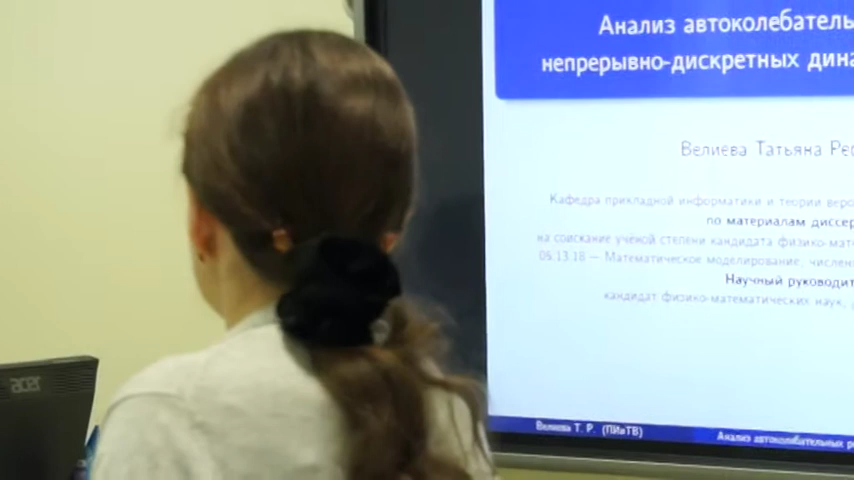 Анализ автоколебатель
непрерывно-дискретных дина
Велиева Татьяна Реф
Кафедра прикладной информатики и теории веро
по материалам диссер
на соискание учёной степени кандидата физико-мате
05.13.18 — Математическое моделирование, числен
Научный руководит
кандидат физико-математических наук,
acer
Велиева Т. Р. (ПИиТВ)
Анализ автоколебательных р